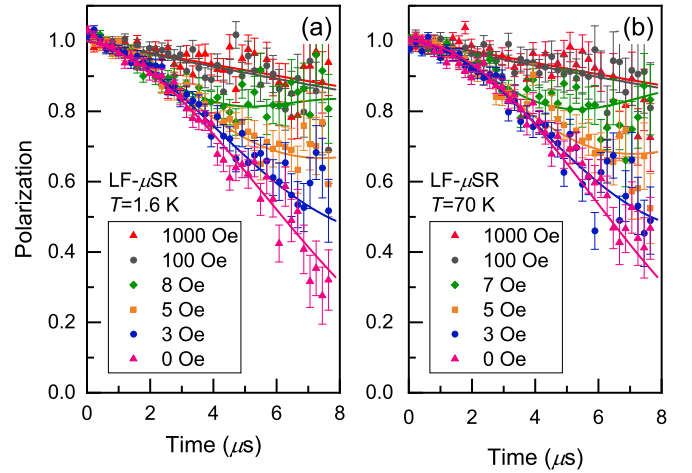 (a)
(b)
Polarization
1.0
0.8
0.6
0.4
0.2
0.0
LF-μSR
T=1.6 K
1000 Oe
100 Oe
8 Oe
5 Oe
3 Oe
0 Oe
LF-μSR
T=70 K
1000 Oe
100 Oe
7 Oe
5 Oe
3 Oe
0 Oe
0 2 4 6 8
0 2 4 6 8
Time (μs)
Time (μs)